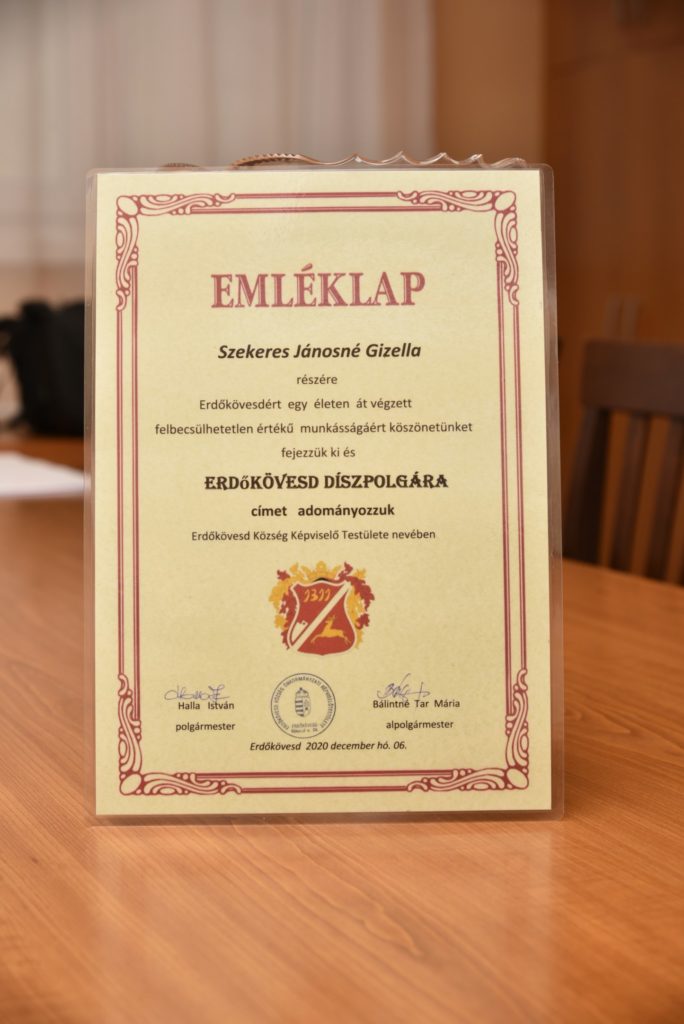 EMLÉKLAP
Szekeres Jánosné Gizella
részére
Erdőkövesdért egy életen át végzett
felbecsülhetetlen értékű munkásságáért köszönetünket
fejezzük ki és
ERDőKÖVESD DÍSZPOLGÁRA
címet adományozzuk
Erdőkövesd Község Képviselő Testülete nevében
1311
Halla István
polgármester
Bálintné Tar Mária
alpolgármester
Erdőkövesd 2020 december hó. 06.